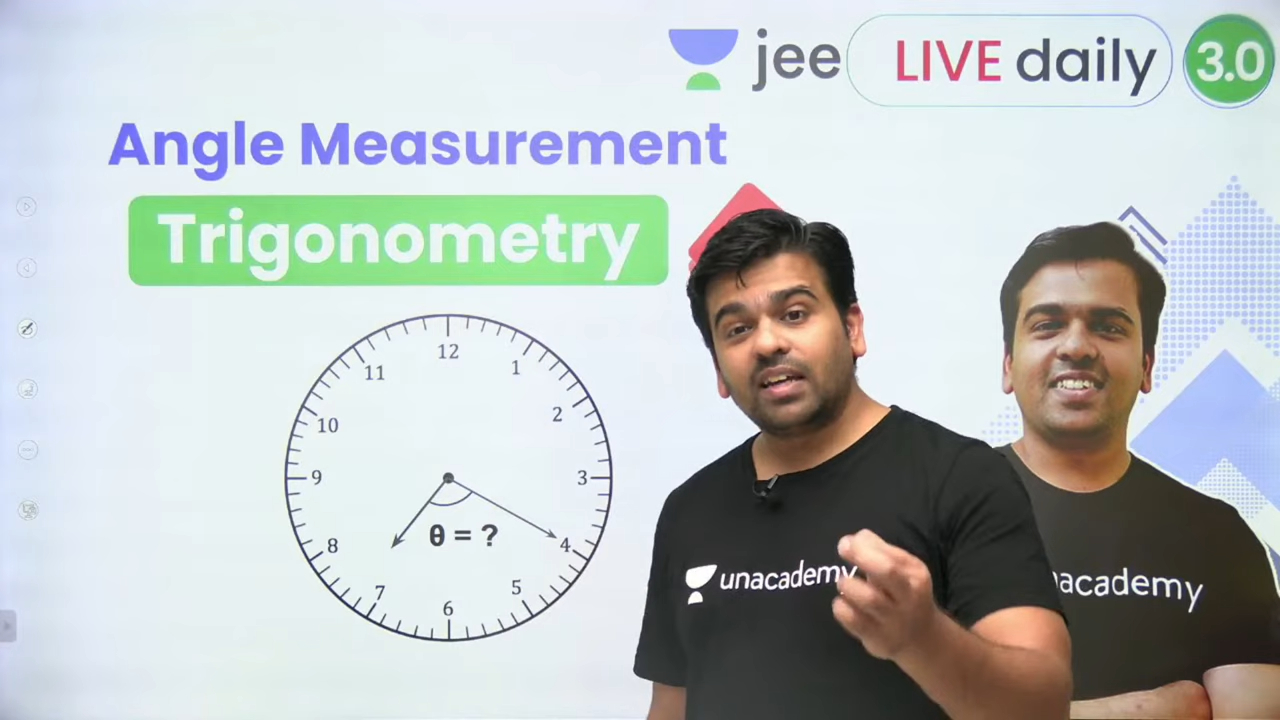 jee LIVE daily 3.0
Angle Measurement
Trigonometry
12
11
1
10
2
9
3
θ = ?
8
4
7
5
6
unacademy
nacademy